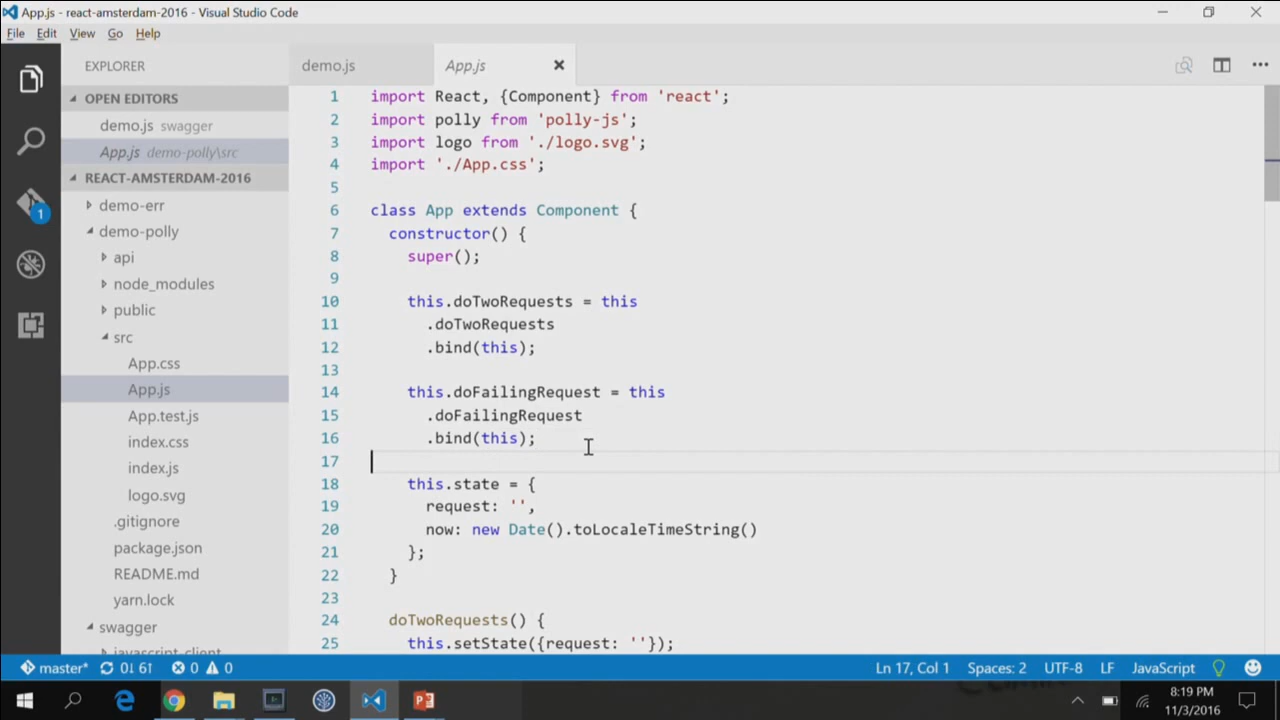 App.js - react-amsterdam-2016 - Visual Studio Code
File Edit View Go Help
EXPLORER
OPEN EDITORS
demo.js swagger
App.js demo-polly\src
REACT-AMSTERDAM-2016
demo-err
demo-polly
api
node_modules
public
src
App.css
App.js
App.test.js
index.css
index.js
logo.svg
.gitignore
package.json
README.md
yarn.lock
swagger
javascript-client
1
demo.js
App.js
1 import React, {Component} from 'react';
2 import polly from 'polly-js';
3 import logo from './logo.svg';
4 import './App.css';
5
6 class App extends Component {
7 constructor() {
8 super();
9
10 this.doTwoRequests = this
11 .doTwoRequests
12 .bind(this);
13
14 this.doFailingRequest = this
15 .doFailingRequest
16 .bind(this);
17
18 this.state = {
19 request: '',
20 now: new Date().toLocaleTimeString()
21 };
22 }
23
24 doTwoRequests() {
25 this.setState({request: ''});
master* 0↓ 6↑ 0 0 Ln 17, Col 1 Spaces: 2 UTF-8 LF JavaScript
8:19 PM
11/3/2016